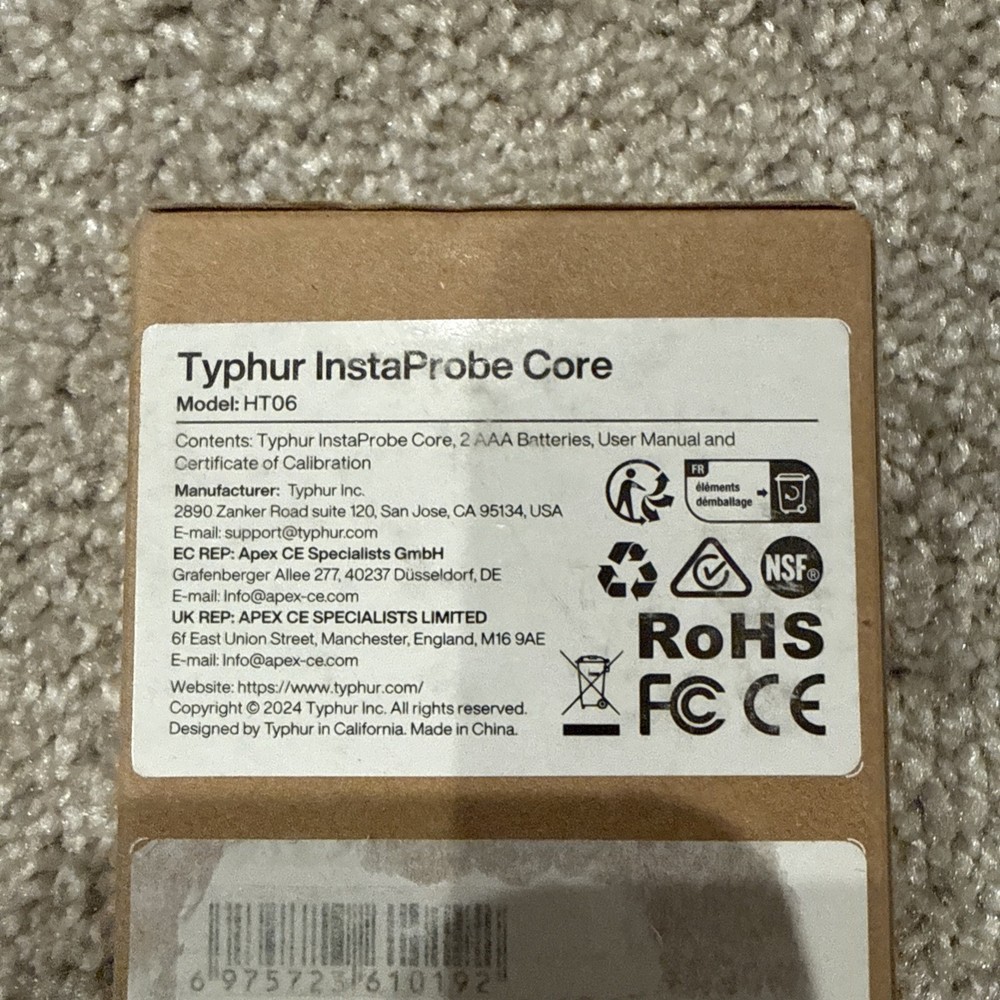 Typhur InstaProbe Core
Model: HT06
Contents: Typhur InstaProbe Core, 2 AAA Batteries, User Manual and
Certificate of Calibration
Manufacturer: Typhur Inc.
2890 Zanker Road suite 120, San Jose, CA 95134, USA
E-mail: support@typhur.com
EC REP: Apex CE Specialists GmbH
Grafenberger Allee 277, 40237 Düsseldorf, DE
E-mail: Info@apex-ce.com
UK REP: APEX CE SPECIALISTS LIMITED
6f East Union Street, Manchester, England, M16 9AE
E-mail: Info@apex-ce.com
Website: https://www.typhur.com/
Copyright © 2024 Typhur Inc. All rights reserved.
Designed by Typhur in California. Made in China.
FR
éléments
démballage
NSF®
RoHS
FC CE
6 975723 610192